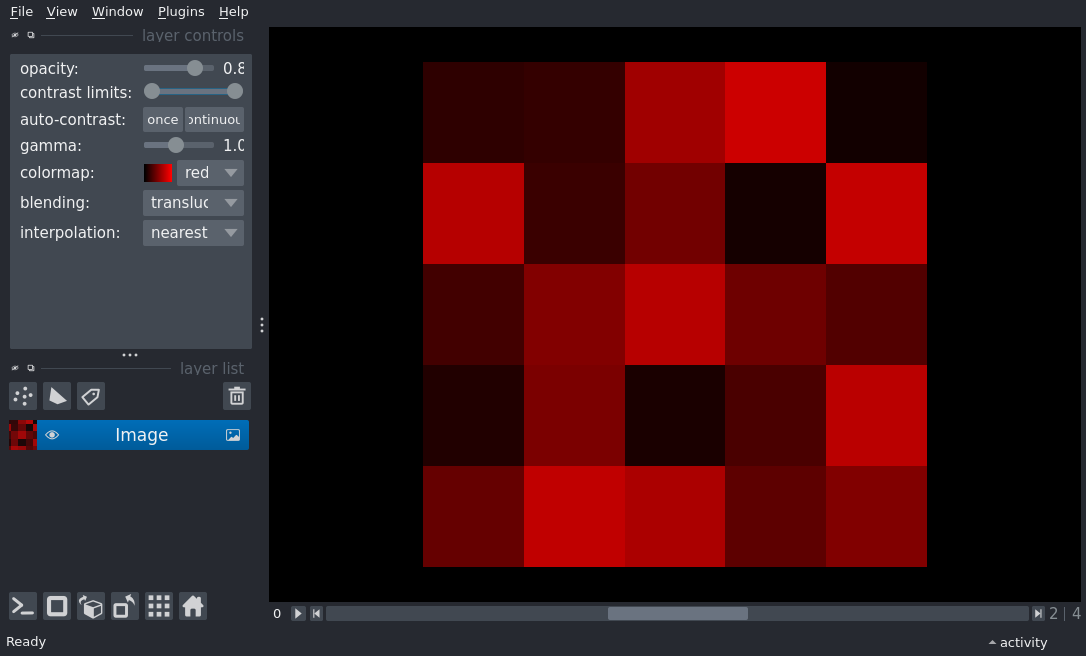 File View Window Plugins Help
layer controls
opacity: 0.8
contrast limits:
auto-contrast: once ontinuou
gamma: 1.0
colormap: red
blending: transluc
interpolation: nearest
layer list
Image
0 2 | 4
Ready activity